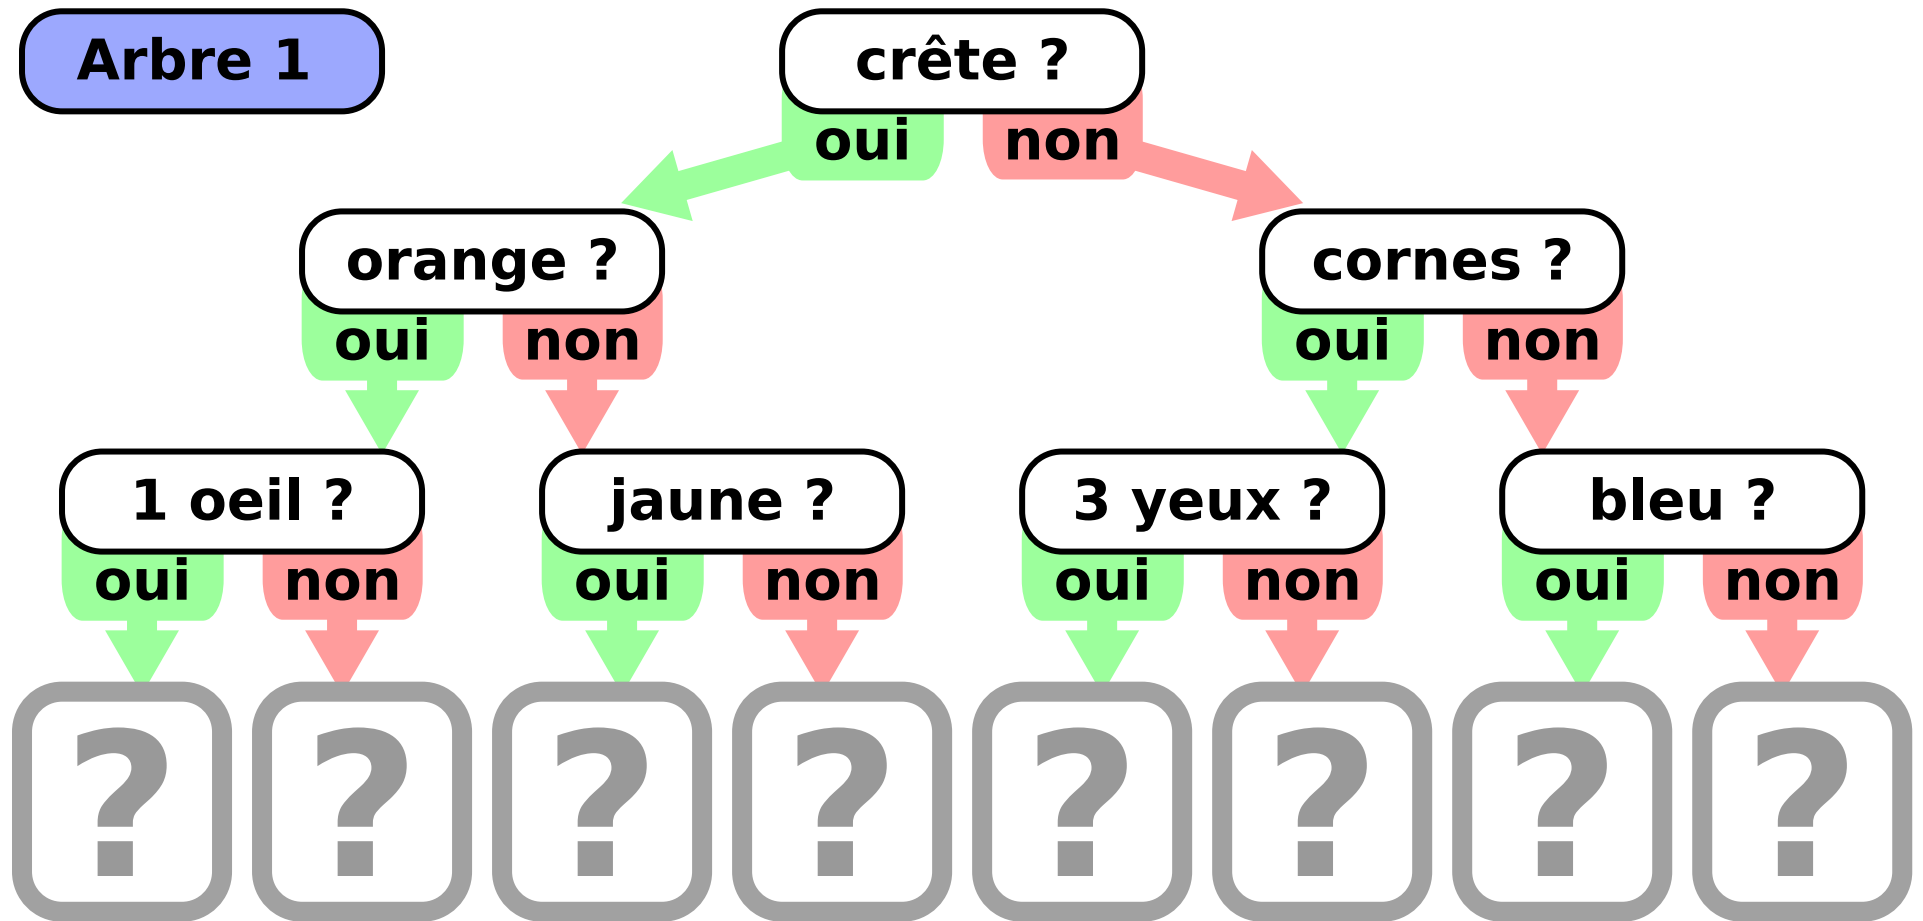 Arbre 1
crête ?
oui non
orange ?
cornes ?
oui non
oui non
1 oeil ?
jaune ?
3 yeux ?
bleu ?
oui non
oui non
oui non
oui non
? ? ? ? ? ? ? ?